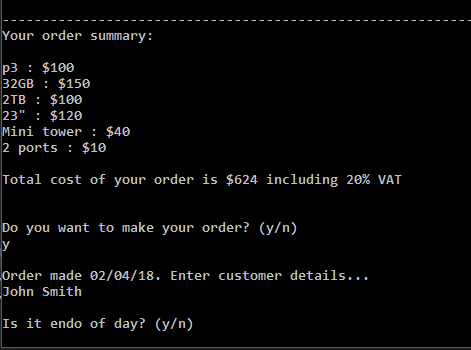 Your order summary:
p3 : $100
32GB : $150
2TB : $100
23" : $120
Mini tower : $40
2 ports : $10
Total cost of your order is $624 including 20% VAT
Do you want to make your order? (y/n)
y
Order made 02/04/18. Enter customer details...
John Smith
Is it endo of day? (y/n)